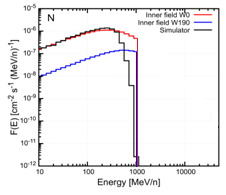 N
Inner field W0
Inner field W190
Simulator
F(E) [cm⁻² s⁻¹ (MeV/n)⁻¹]
10⁻⁵
10⁻⁶
10⁻⁷
10⁻⁸
10⁻⁹
10⁻¹⁰
10⁻¹¹
10⁻¹²
10 100 1000 10000
Energy [MeV/n]